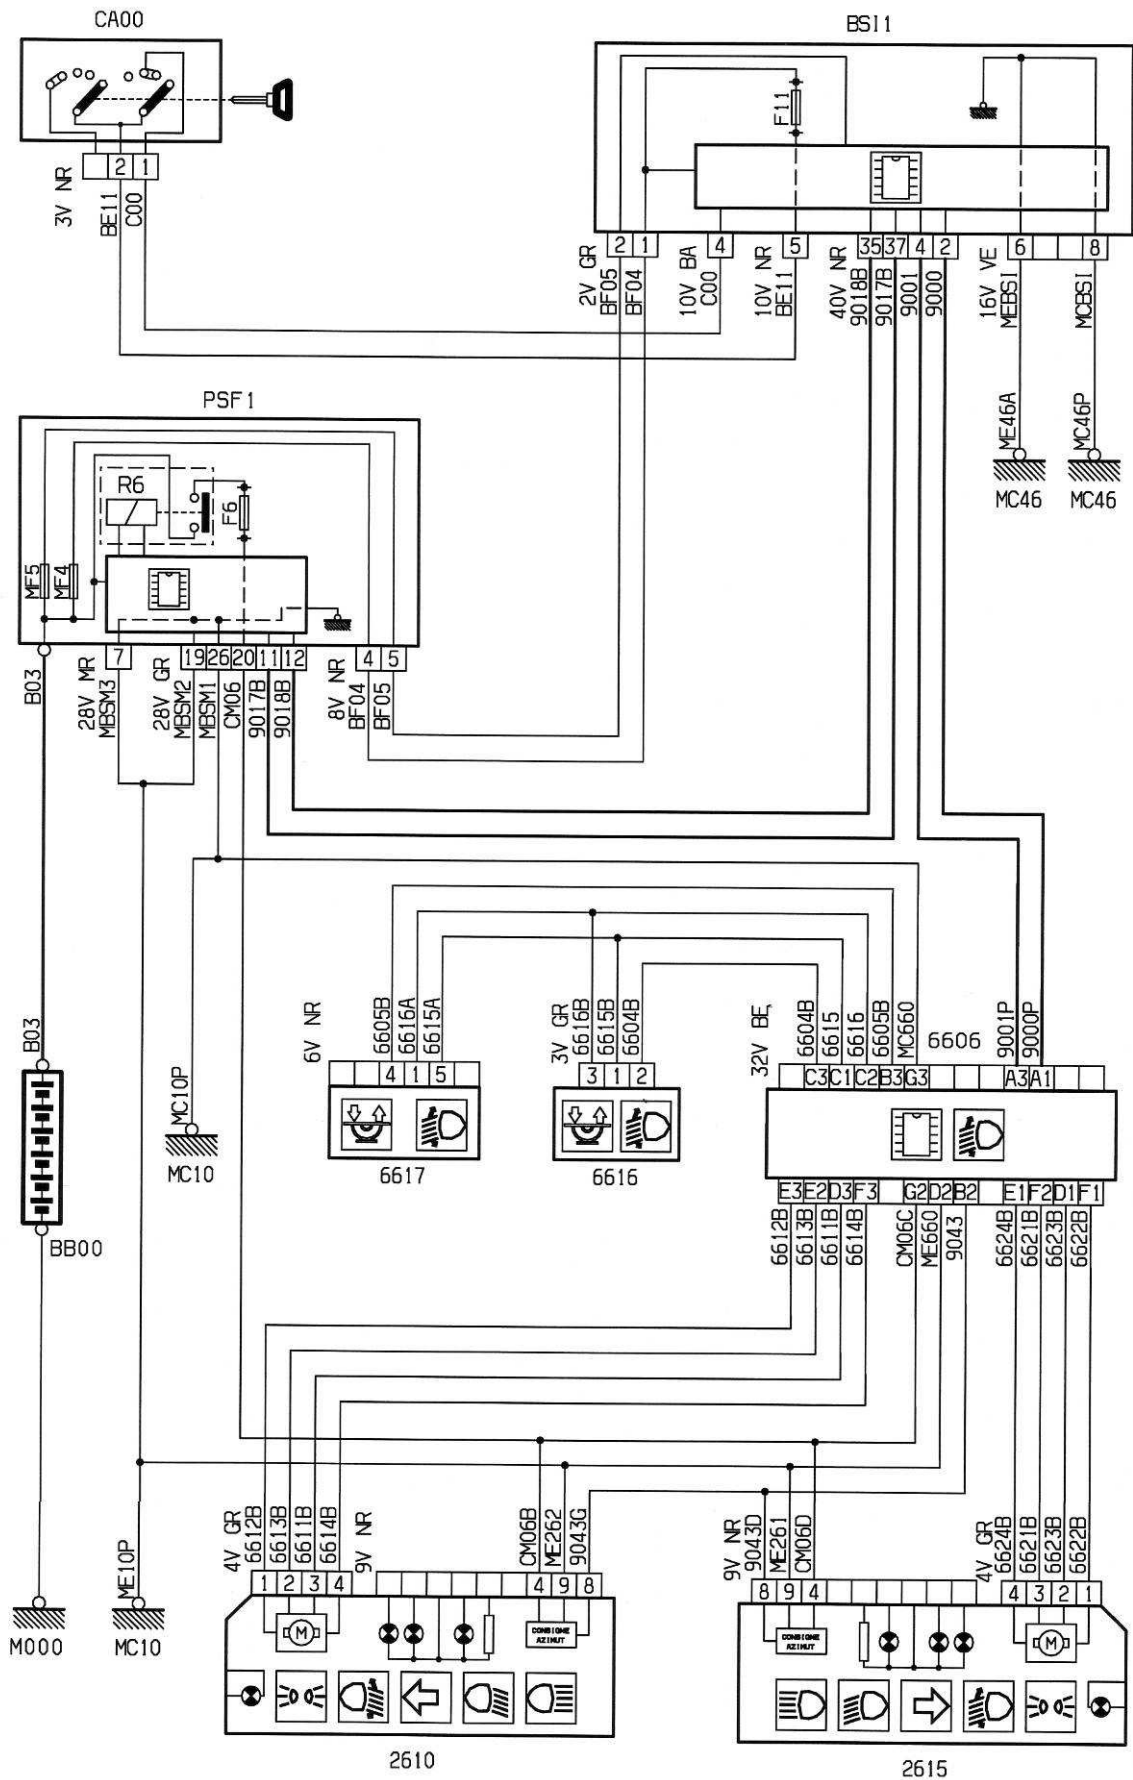 CA00
BSI1
F11
2 1
3V NR
BE11
C00
2 1 4 5 35 37 4 2 6 8
2V GR
BF05
BF04
10V BA
C00
10V NR
BE11
40V NR
9018B
9017B
9001
9000
16V VE
MEBSI
MCBSI
ME46A
MC46P
MC46
MC46
PSF1
R6
F6
MF5
MF4
7 19 26 20 11 12 4 5
B03
28V MR
MBSM3
28V GR
MBSM2
MBSM1
CM06
9017B
9018B
8V NR
BF04
BF05
B03
BB00
M000
MC10P
MC10
6V NR
6605B
6616A
6615A
4 1 5
6617
3V GR
6616B
6615B
6604B
3 1 2
6616
32V BE
6604B
6615
6616
6605B
MC660
6606
9001P
9000P
C3 C1 C2 B3 G3 A3 A1
E3 E2 D3 F3 G2 D2 B2 E1 F2 D1 F1
6612B
6613B
6611B
6614B
CM06C
ME660
9043
6624B
6621B
6623B
6622B
ME10P
MC10
4V GR
6612B
6613B
6611B
6614B
9V NR
CM06B
ME262
9043G
1 2 3 4 4 9 8
M
CONSIGNE
AZIMUT
2610
9V NR
9043D
ME261
CM06D
4V GR
6624B
6621B
6623B
6622B
8 9 4 4 3 2 1
CONSIGNE
AZIMUT
M
2615